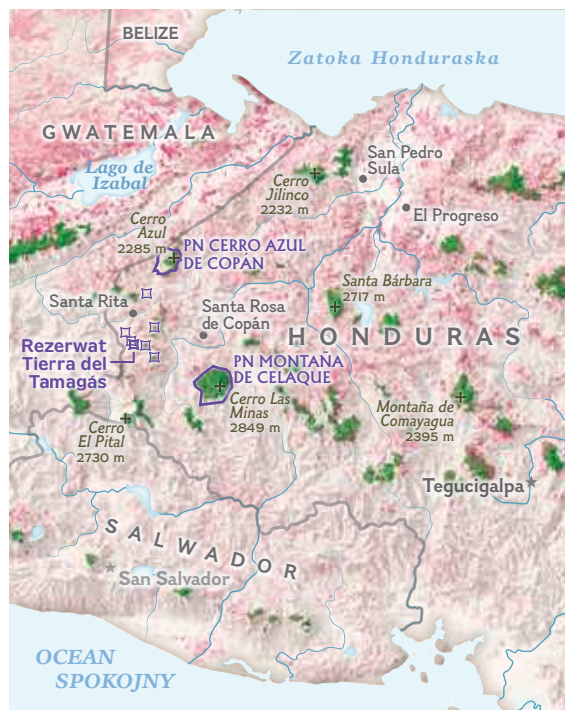 BELIZE
Zatoka Honduraska
GWATEMALA
Lago de
Izabal
San Pedro
Sula
Cerro
Jilinco
2232 m
El Progreso
Cerro
Azul
2285 m
PN CERRO AZUL
DE COPÁN
Santa Bárbara
2717 m
Santa Rita
Santa Rosa
de Copán
HONDURAS
Rezerwat
Tierra del
Tamagás
PN MONTAÑA
DE CELAQUE
Cerro Las
Minas
2849 m
Montaña de
Comayagua
2395 m
Cerro
El Pital
2730 m
Tegucigalpa
SALWADOR
San Salvador
OCEAN
SPOKOJNY